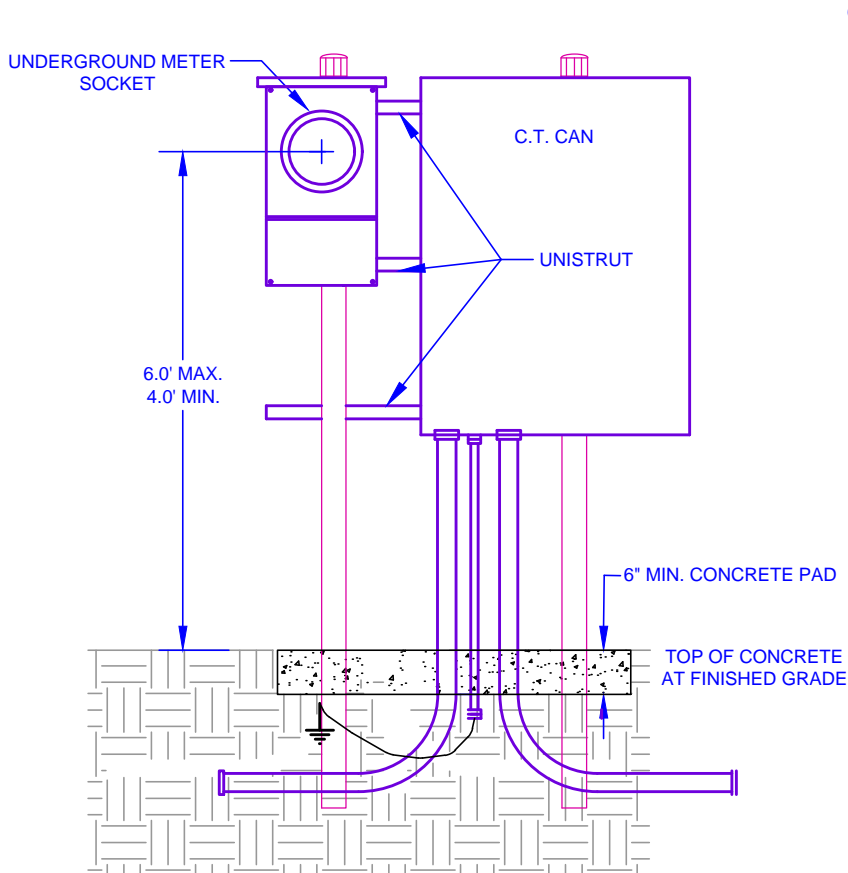 UNDERGROUND METER
SOCKET
C.T. CAN
UNISTRUT
6.0' MAX.
4.0' MIN.
6" MIN. CONCRETE PAD
TOP OF CONCRETE
AT FINISHED GRADE